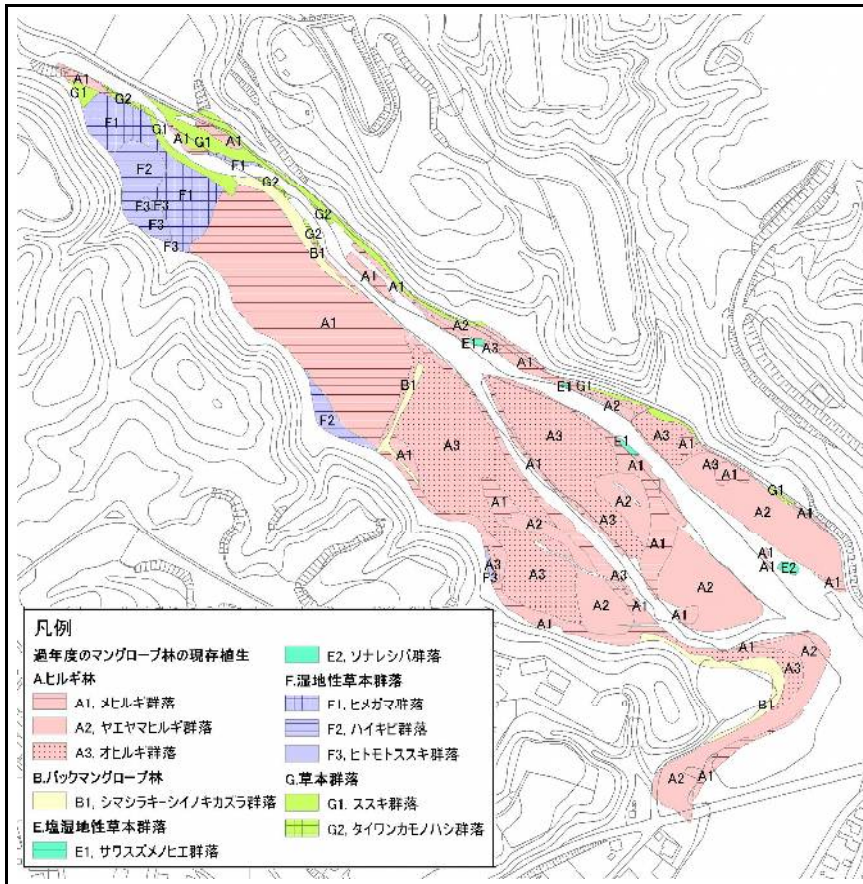 A1
G1
G2
F1
G1
A1
G1
A1
F2
F1
F1
G2
F3
F3
F3
F3
G2
G2
B1
A1
A1
A1
A2
E1
A3
A1
B1
E1
G1
A2
F2
A3
A3
E1
A3
A1
A1
A1
A1
A3
A1
G1
A1
A2
A2
A1
A2
A3
A1
A3
F3
A3
A3
A1
A1
E2
A1
A2
A2
A1
A1
A1
A1
A2
A3
B1
A2
A1
凡例
過年度のマングローブ林の現存植生
A.ヒルギ林
A1, メヒルギ群落
A2, ヤエヤマヒルギ群落
A3, オヒルギ群落
B.バックマングローブ林
B1, シマシラキーシイノキカズラ群落
E.塩湿地性草本群落
E1, サワスズメノヒエ群落
E2, ソナレシバ群落
F.湿地性草本群落
F1, ヒメガマ群落
F2, ハイキビ群落
F3, ヒトモトススキ群落
G.草本群落
G1, ススキ群落
G2, タイワンカモノハシ群落